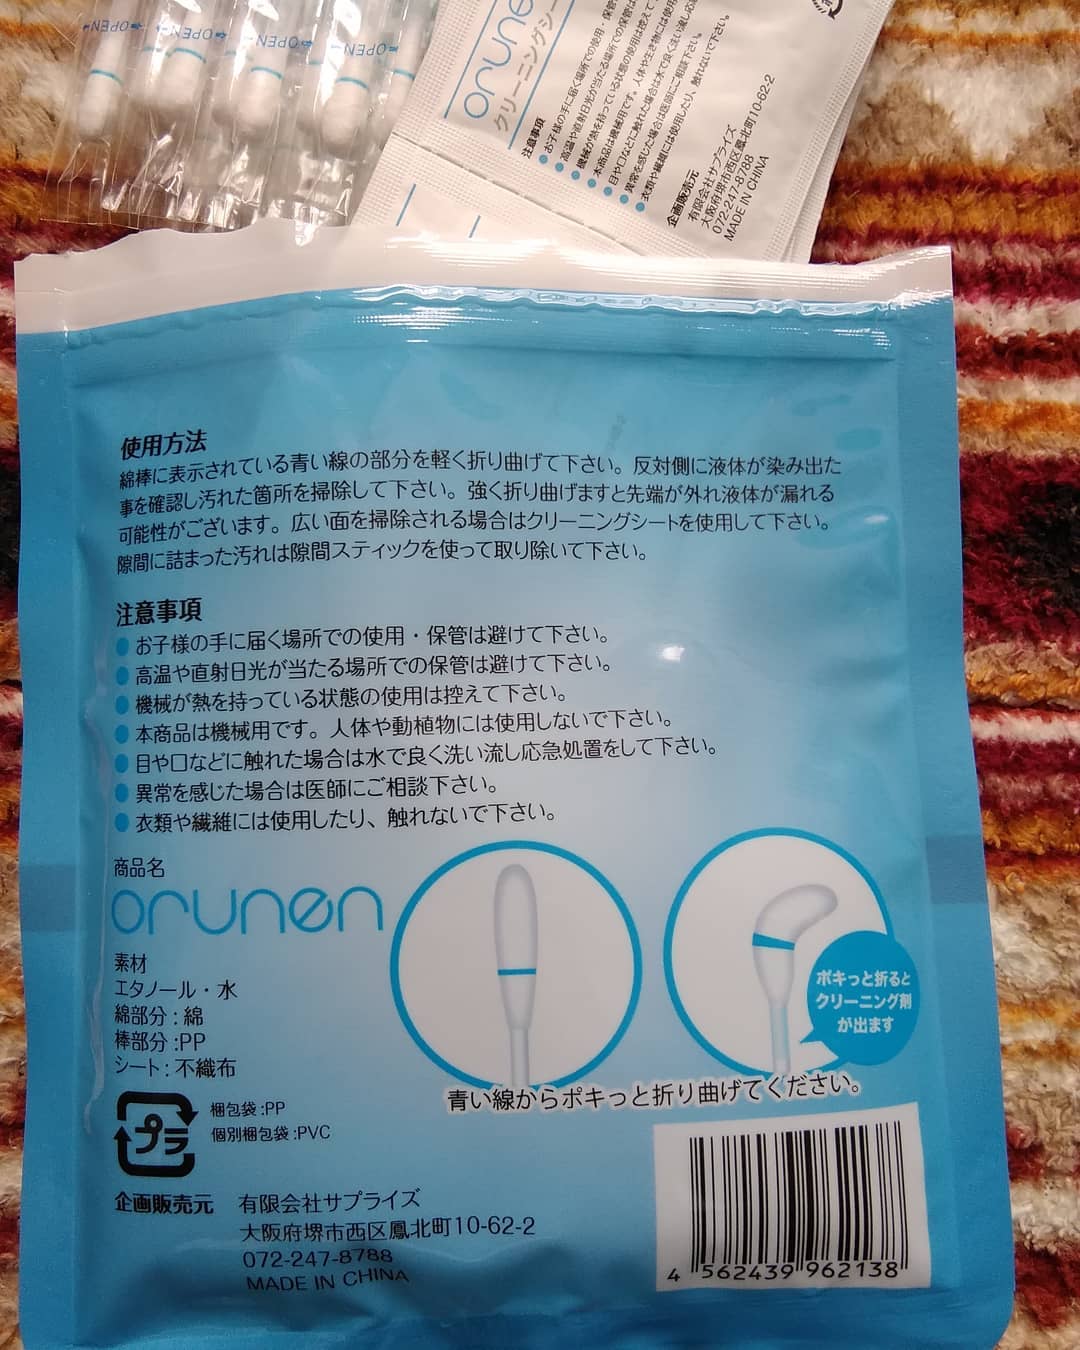 OPEN
OPEN
OPEN
OPEN
クリーニングシー
注意事項
企画販売元
有限会社サプライズ
大阪府堺市西区鳳北町10-62-2
072-247-8788
MADE IN CHINA
使用方法
綿棒に表示されている青い線の部分を軽く折り曲げて下さい。反対側に液体が染み出た
事を確認し汚れた箇所を掃除して下さい。強く折り曲げますと先端が外れ液体が漏れる
可能性がございます。広い面を掃除される場合はクリーニングシートを使用して下さい。
隙間に詰まった汚れは隙間スティックを使って取り除いて下さい。
注意事項
●お子様の手に届く場所での使用・保管は避けて下さい。
●高温や直射日光が当たる場所での保管は避けて下さい。
●機械が熱を持っている状態の使用は控えて下さい。
●本商品は機械用です。人体や動植物には使用しないで下さい。
●目や口などに触れた場合は水で良く洗い流し応急処置をして下さい。
●異常を感じた場合は医師にご相談下さい。
●衣類や繊維には使用したり、触れないで下さい。
商品名
orunen
素材
エタノール・水
綿部分:綿
棒部分:PP
シート:不織布
ポキっと折ると
クリーニング剤
が出ます
青い線からポキっと折り曲げてください。
プラ
梱包袋:PP
個別梱包袋:PVC
企画販売元 有限会社サプライズ
大阪府堺市西区鳳北町10-62-2
072-247-8788
MADE IN CHINA
4 562439 962138